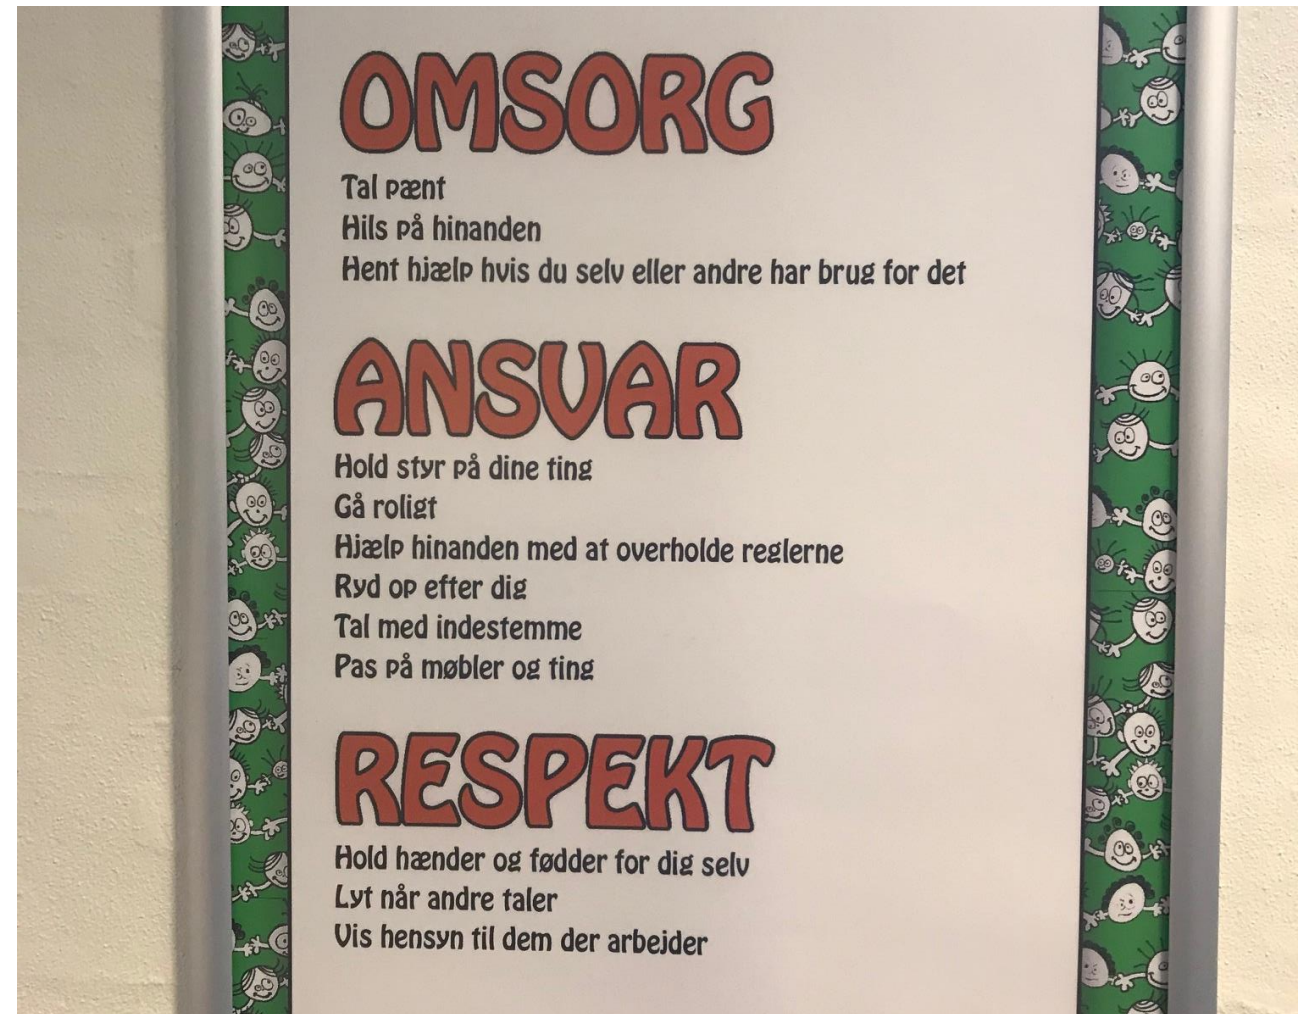 OMSORG
Tal pænt
Hils på hinanden
Hent hjælp hvis du selv eller andre har brug for det
ANSVAR
Hold styr på dine ting
Gå roligt
Hjælp hinanden med at overholde reglerne
Ryd op efter dig
Tal med indestemme
Pas på møbler og ting
RESPEKT
Hold hænder og fødder for dig selv
Lyt når andre taler
Vis hensyn til dem der arbejder